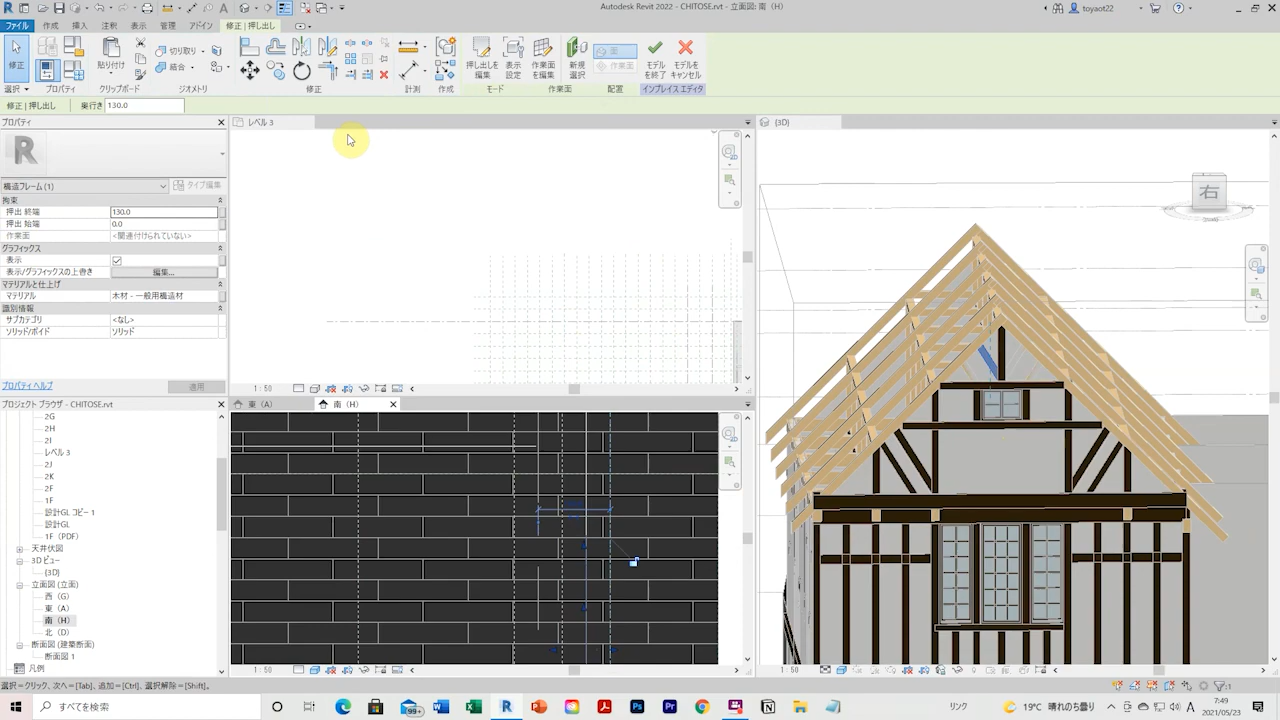 Autodesk Revit 2022 - CHITOSE.rvt - 立面図: 南 (H)
toyaot22
ファイル 作成 挿入 注釈 表示 管理 アドイン 修正 | 押し出し
修正 貼り付け 切り取り 結合 押し出しを編集 表示設定 作業面を編集 新規選択 面 作業面 モデルを終了 モデルをキャンセル
選択 プロパティ クリップボード ジオメトリ 修正 計測 作成 モード 作業面 配置 インプレイス エディタ
修正 | 押し出し 奥行き 130.0
プロパティ
レベル 3
{3D}
R
構造フレーム (1) タイプ編集
拘束
押出 終端 130.0
押出 始端 0.0
作業面 <関連付けられていない>
グラフィックス
表示
表示/グラフィックスの上書き 編集...
マテリアルと仕上げ
マテリアル 木材 - 一般用構造材
識別情報
サブカテゴリ <なし>
ソリッド/ボイド ソリッド
プロパティ ヘルプ 適用
1 : 50
右
プロジェクト ブラウザ - CHITOSE.rvt
東 (A) 南 (H)
2G
2H
2I
レベル 3
2J
2K
2F
1F
設計GL コピー 1
設計GL
1F (PDF)
天井伏図
3Dビュー
{3D}
立面図 (立面)
西 (G)
東 (A)
南 (H)
北 (D)
断面図 (建築断面)
断面図 1
凡例
1 : 50
1 : 50
選択 = クリック、次へ = [Tab]、追加 = [Ctrl]、選択解除 = [Shift]。
:1
すべてを検索
99+
リンク
19°C 晴れのち曇り
7:49
2021/05/23